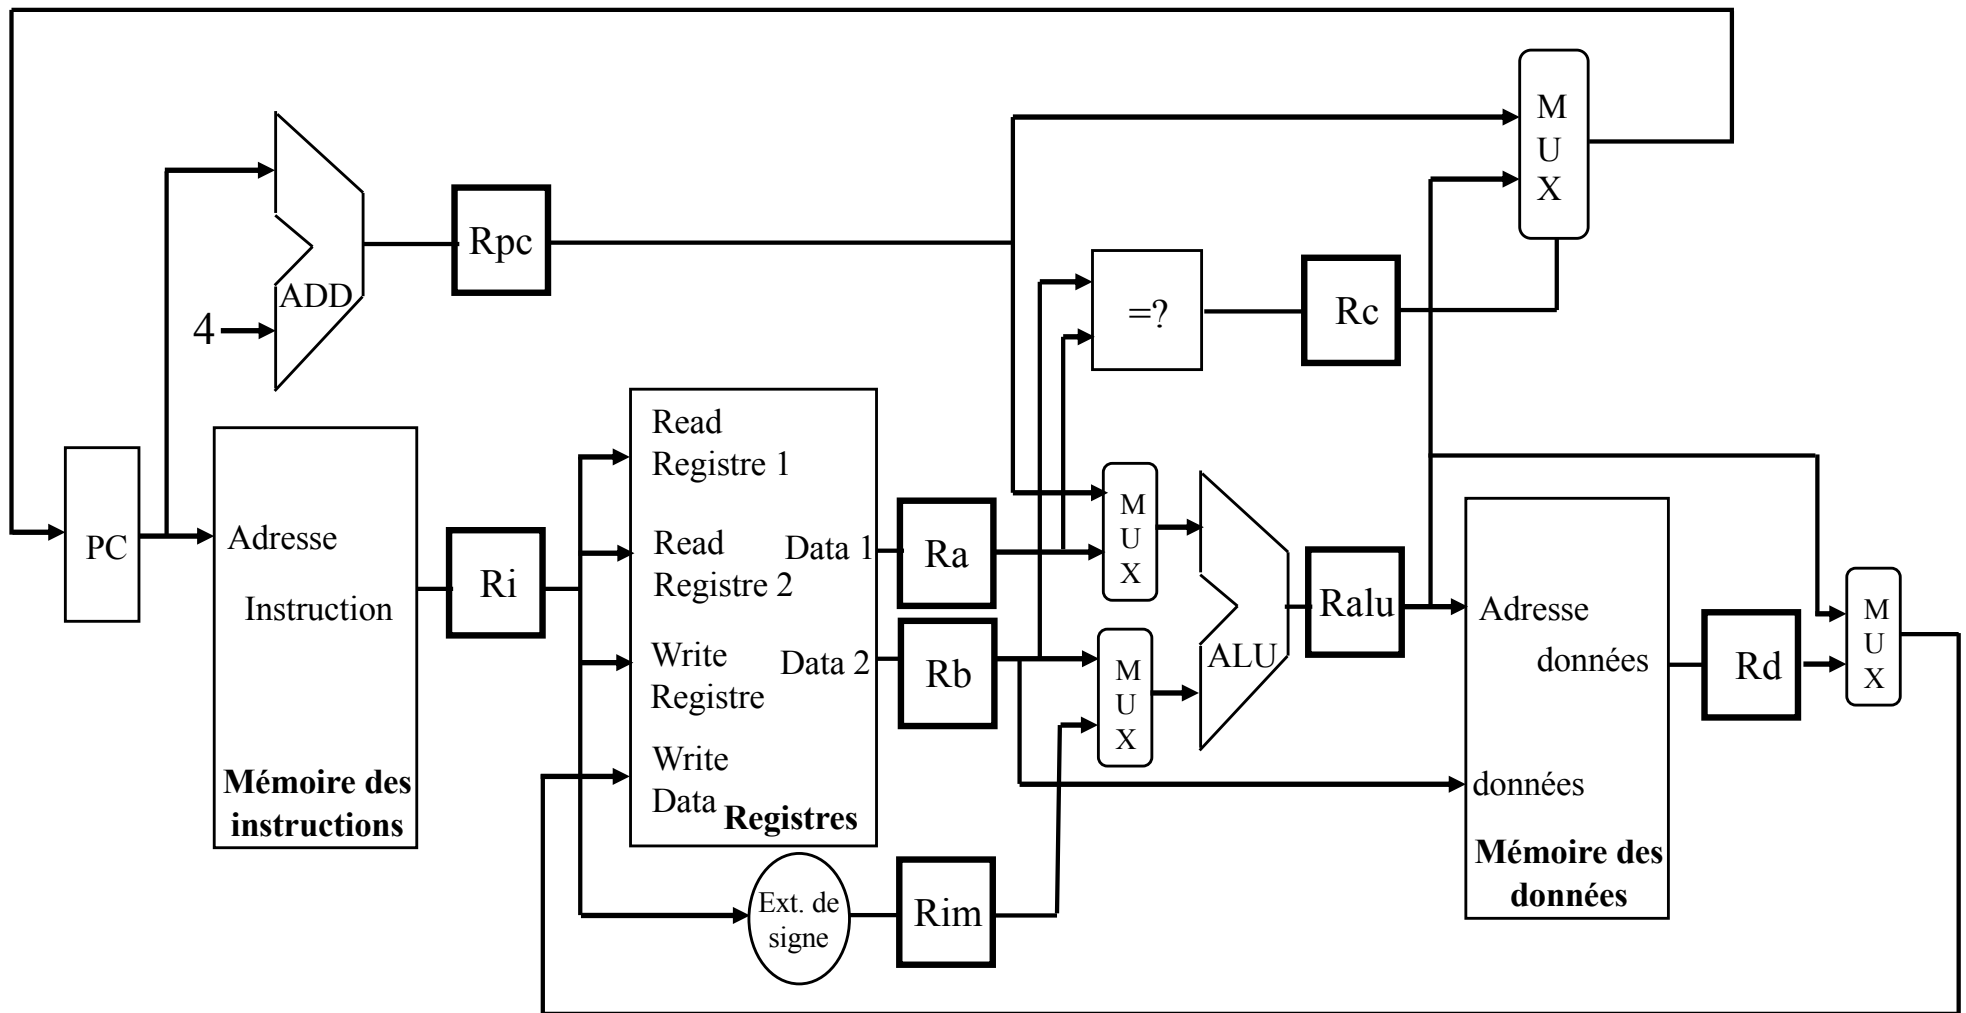 M
U
X
Rpc
ADD
4
=?
Rc
Read
Registre 1
Read
Registre 2
Data 1
Write
Registre
Data 2
Write
Data
Registres
PC
Adresse
Instruction
Mémoire des
instructions
Ri
Ra
Rb
M
U
X
M
U
X
ALU
Ralu
Adresse
données
données
Mémoire des
données
Rd
M
U
X
Ext. de
signe
Rim